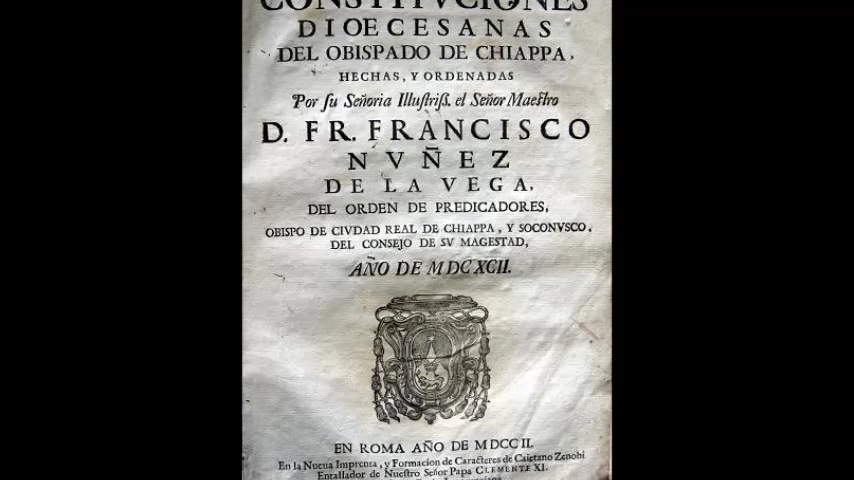 CONSTITVCIONES
DIOECESANAS
DEL OBISPADO DE CHIAPPA,
HECHAS, Y ORDENADAS
Por ſu Señoria Illuſtriſſ. el Señor Maeſtro
D. FR. FRANCISCO
NVÑEZ
DE LA VEGA,
DEL ORDEN DE PREDICADORES,
OBISPO DE CIVDAD REAL DE CHIAPPA, Y SOCONVSCO,
DEL CONSEJO DE SV MAGESTAD,
AÑO DE MDCXCII.
EN ROMA AÑO DE MDCCII.
En la Nueua Imprenta, y Formacion de Caracteres de Caietano Zenobi
Entallador de Nueſtro Señor Papa CLEMENTE XI.